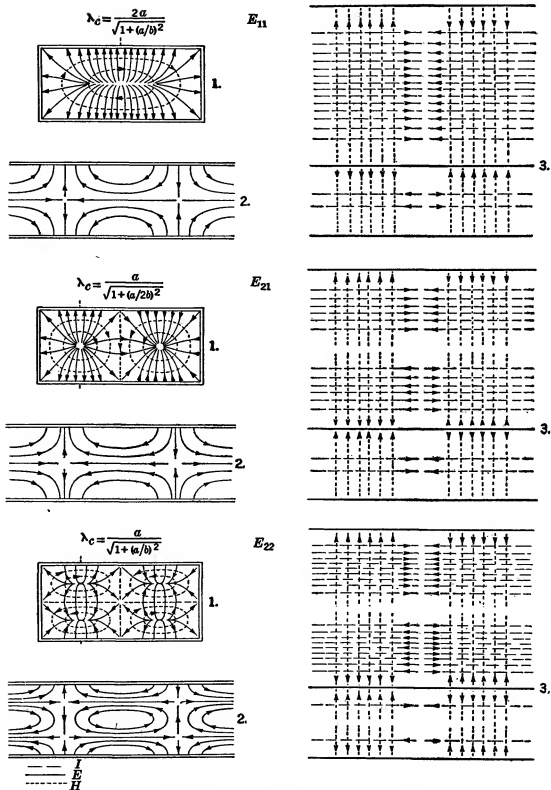 λc = 2a / √1+(a/b)²
E11
1.
2.
3.
λc = a / √1+(a/2b)²
E21
1.
2.
3.
λc = a / √1+(a/b)²
E22
1.
2.
3.
I
E
H